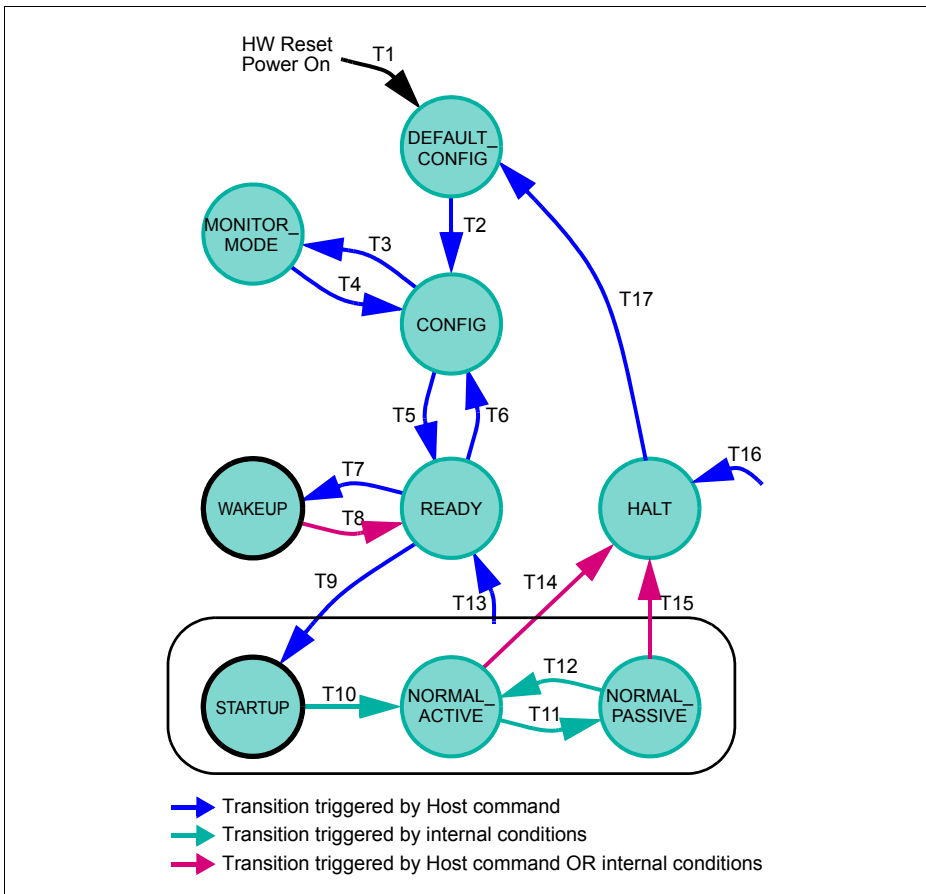 HW Reset
Power On
T1
DEFAULT_
CONFIG
T2
MONITOR_
MODE
T3
T4
CONFIG
T17
T5
T6
T16
T7
WAKEUP
T8
READY
HALT
T9
T13
T14
T15
STARTUP
T10
NORMAL_
ACTIVE
T12
T11
NORMAL_
PASSIVE
Transition triggered by Host command
Transition triggered by internal conditions
Transition triggered by Host command OR internal conditions